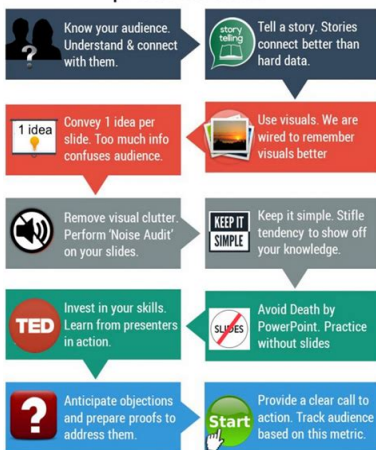 Know your audience.
Understand & connect
with them.
story
telling
Tell a story. Stories
connect better than
hard data.
Use visuals. We are
wired to remember
visuals better
1 idea
Convey 1 idea per
slide. Too much info
confuses audience.
Remove visual clutter.
Perform 'Noise Audit'
on your slides.
KEEP IT
SIMPLE
Keep it simple. Stifle
tendency to show off
your knowledge.
SLIDES
Avoid Death by
PowerPoint. Practice
without slides
TED
Invest in your skills.
Learn from presenters
in action.
Anticipate objections
and prepare proofs to
address them.
Start
Provide a clear call to
action. Track audience
based on this metric.